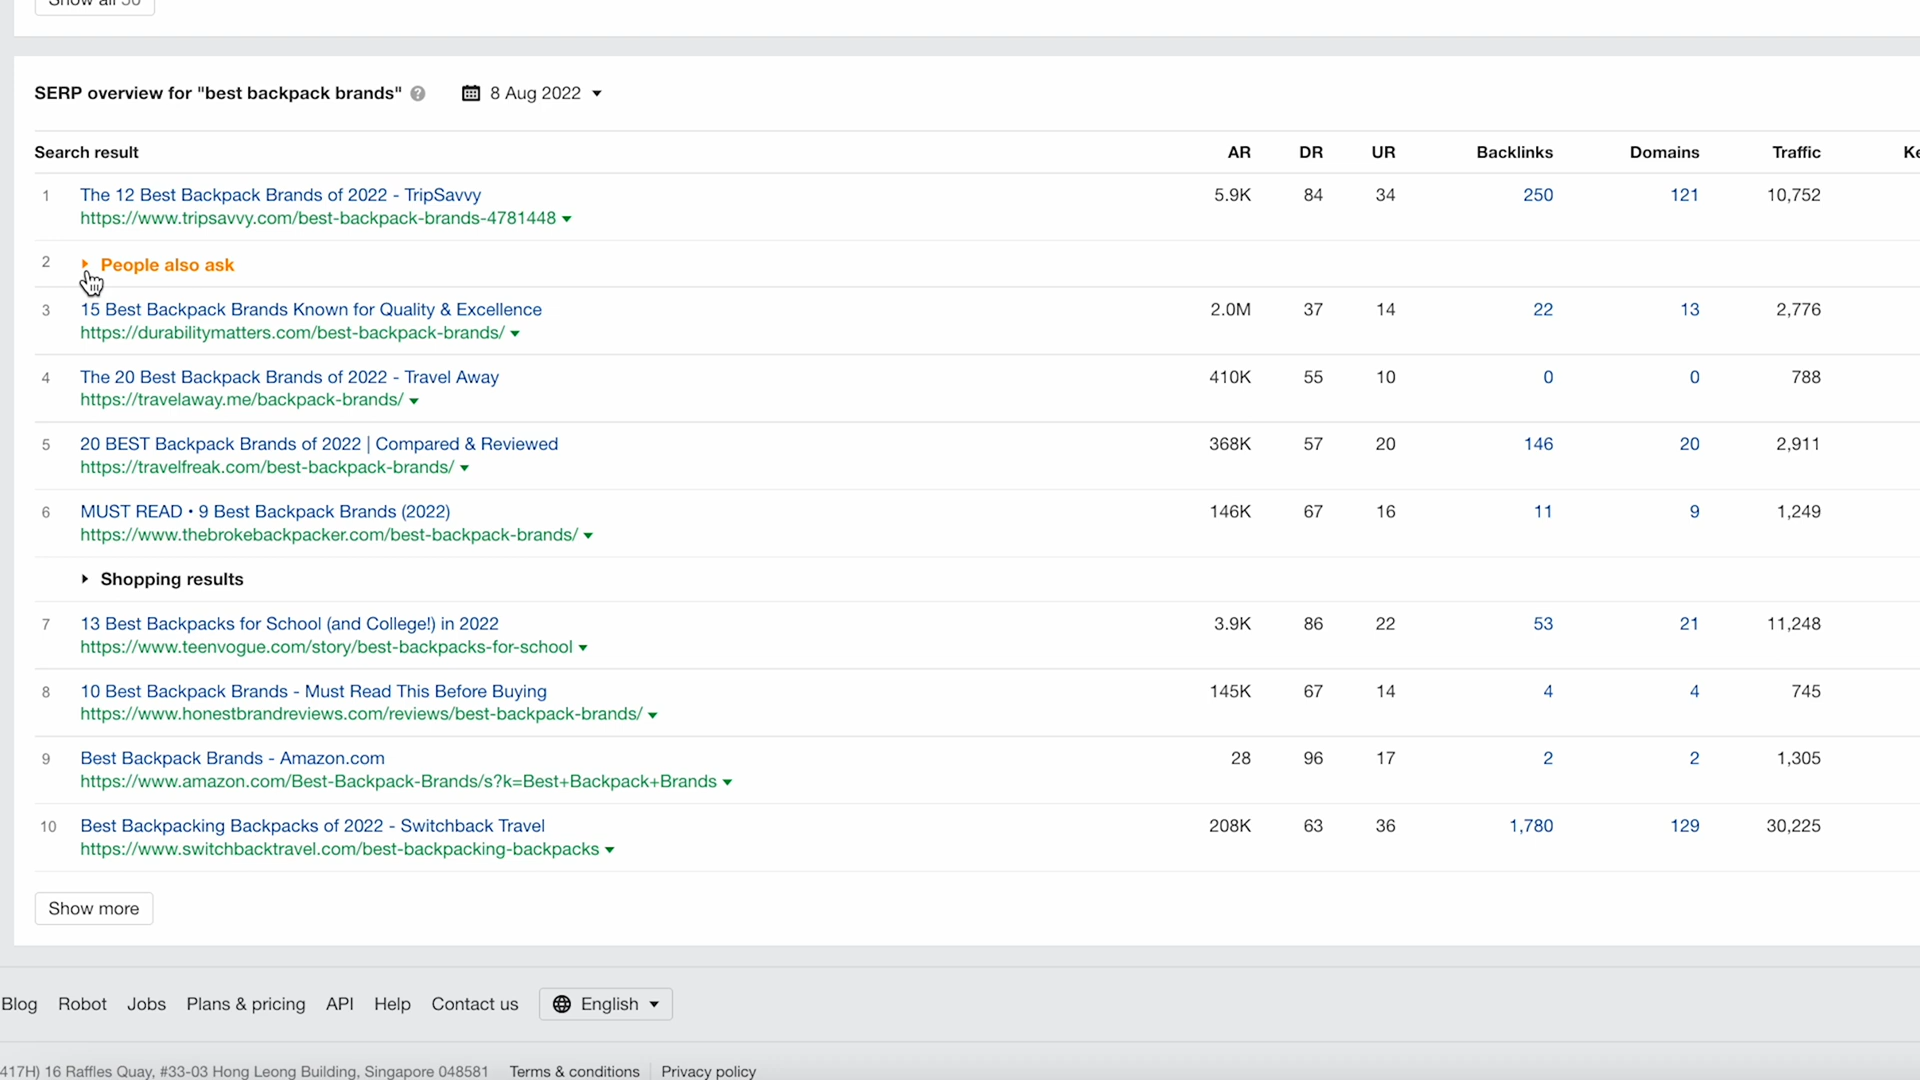 Show all 50
SERP overview for "best backpack brands" ? 8 Aug 2022
Search result AR DR UR Backlinks Domains Traffic
1 The 12 Best Backpack Brands of 2022 - TripSavvy 5.9K 84 34 250 121 10,752
https://www.tripsavvy.com/best-backpack-brands-4781448
2 People also ask
3 15 Best Backpack Brands Known for Quality & Excellence 2.0M 37 14 22 13 2,776
https://durabilitymatters.com/best-backpack-brands/
4 The 20 Best Backpack Brands of 2022 - Travel Away 410K 55 10 0 0 788
https://travelaway.me/backpack-brands/
5 20 BEST Backpack Brands of 2022 | Compared & Reviewed 368K 57 20 146 20 2,911
https://travelfreak.com/best-backpack-brands/
6 MUST READ • 9 Best Backpack Brands (2022) 146K 67 16 11 9 1,249
https://www.thebrokebackpacker.com/best-backpack-brands/
Shopping results
7 13 Best Backpacks for School (and College!) in 2022 3.9K 86 22 53 21 11,248
https://www.teenvogue.com/story/best-backpacks-for-school
8 10 Best Backpack Brands - Must Read This Before Buying 145K 67 14 4 4 745
https://www.honestbrandreviews.com/reviews/best-backpack-brands/
9 Best Backpack Brands - Amazon.com 28 96 17 2 2 1,305
https://www.amazon.com/Best-Backpack-Brands/s?k=Best+Backpack+Brands
10 Best Backpacking Backpacks of 2022 - Switchback Travel 208K 63 36 1,780 129 30,225
https://www.switchbacktravel.com/best-backpacking-backpacks
Show more
Blog Robot Jobs Plans & pricing API Help Contact us English
417H) 16 Raffles Quay, #33-03 Hong Leong Building, Singapore 048581 Terms & conditions Privacy policy